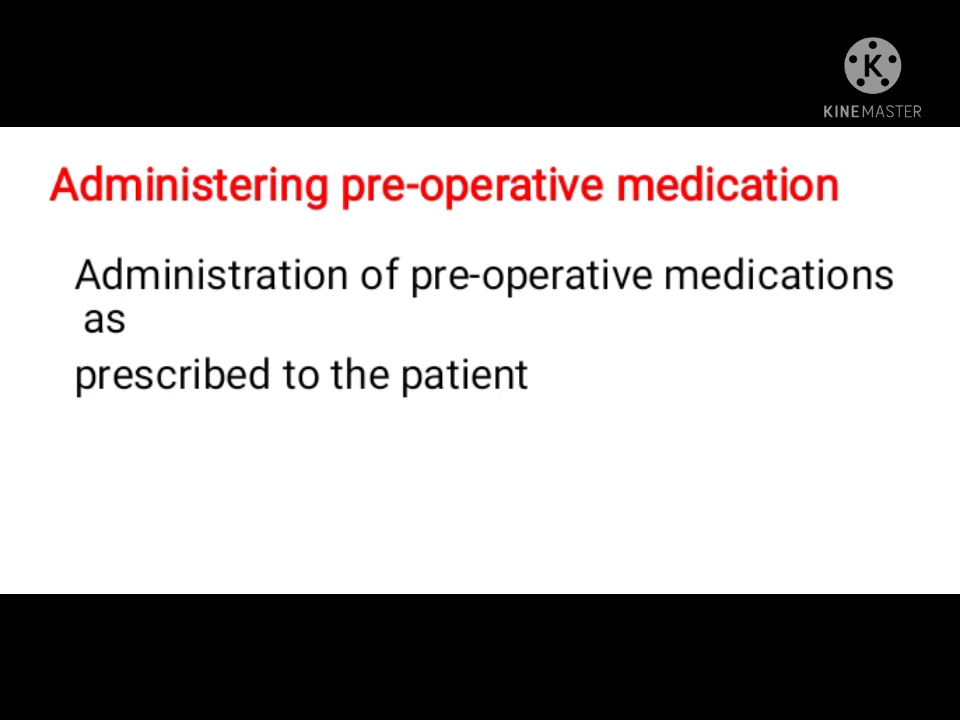 K
KINEMASTER
Administering pre-operative medication
Administration of pre-operative medications
as
prescribed to the patient